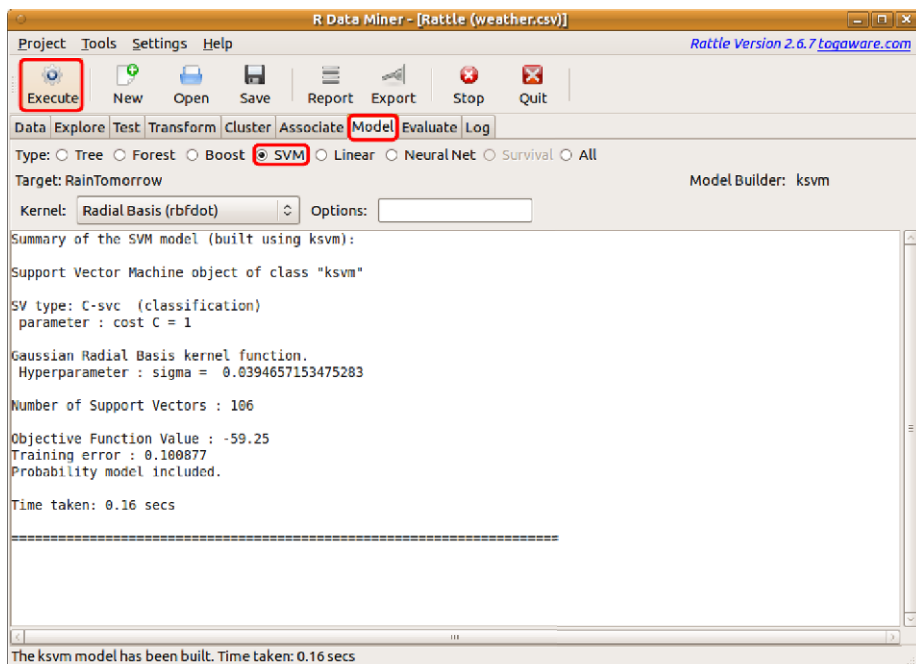 R Data Miner - [Rattle (weather.csv)]
Project Tools Settings Help Rattle Version 2.6.7 togaware.com
Execute New Open Save Report Export Stop Quit
Data Explore Test Transform Cluster Associate Model Evaluate Log
Type: Tree Forest Boost SVM Linear Neural Net Survival All
Target: RainTomorrow Model Builder: ksvm
Kernel: Radial Basis (rbfdot) Options:
Summary of the SVM model (built using ksvm):
Support Vector Machine object of class "ksvm"
SV type: C-svc (classification)
parameter : cost C = 1
Gaussian Radial Basis kernel function.
Hyperparameter : sigma = 0.0394657153475283
Number of Support Vectors : 106
Objective Function Value : -59.25
Training error : 0.100877
Probability model included.
Time taken: 0.16 secs
======================================================================
The ksvm model has been built. Time taken: 0.16 secs